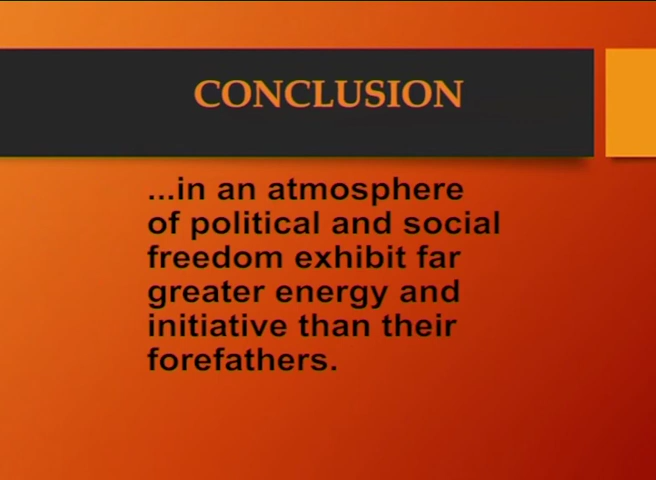 CONCLUSION
...in an atmosphere
of political and social
freedom exhibit far
greater energy and
initiative than their
forefathers.